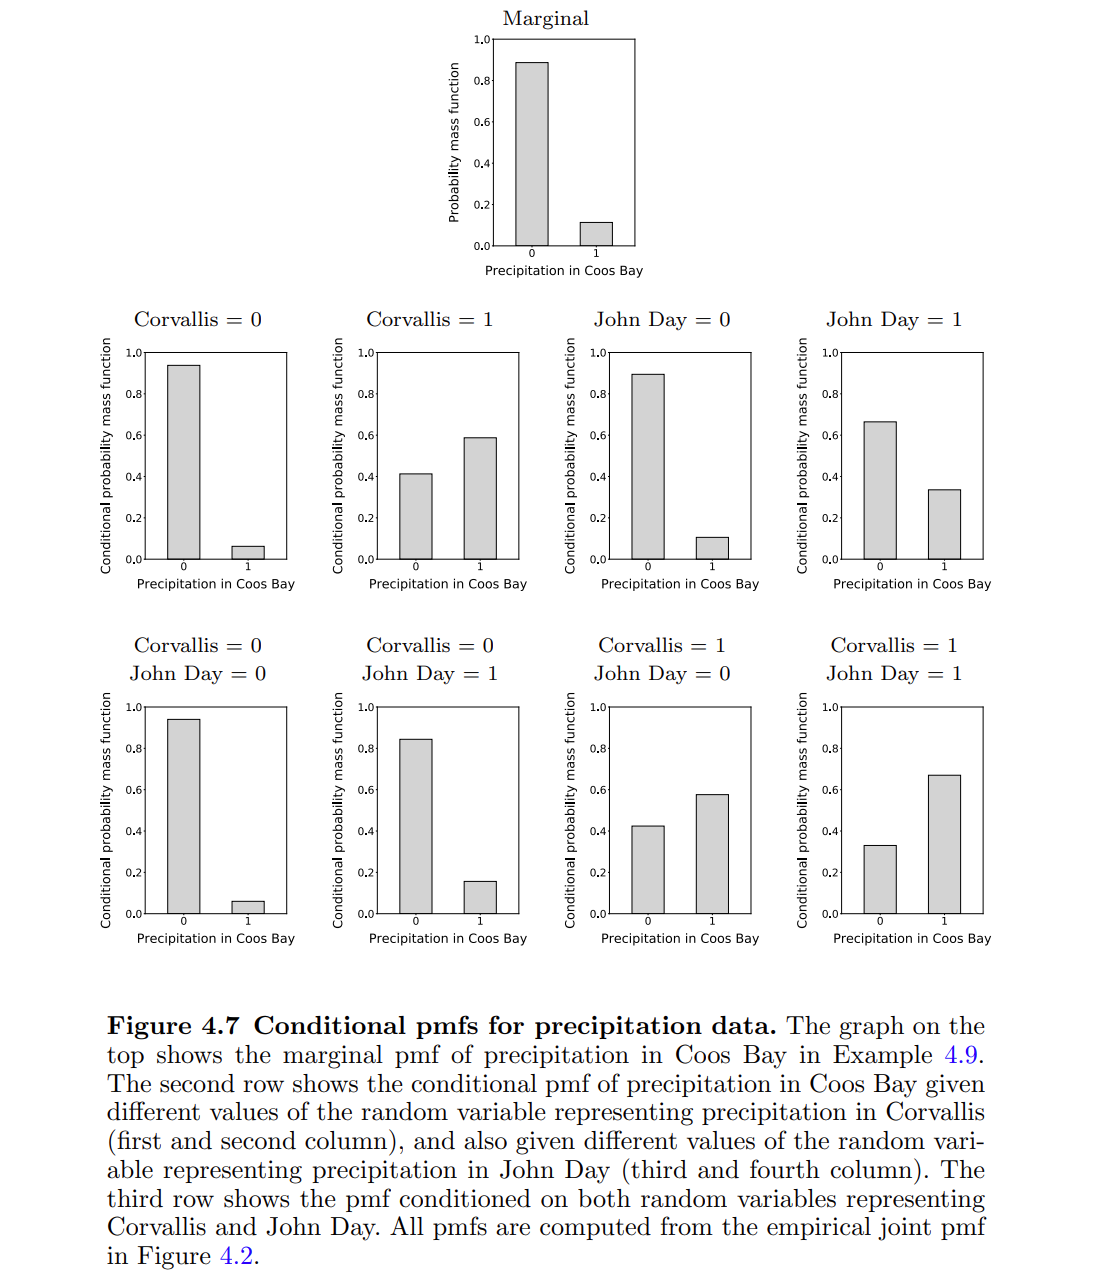 Marginal
1.0
0.8
0.6
0.4
0.2
0.0
Probability mass function
0 1
Precipitation in Coos Bay
Corvallis = 0
1.0
0.8
0.6
0.4
0.2
0.0
Conditional probability mass function
0 1
Precipitation in Coos Bay
Corvallis = 1
1.0
0.8
0.6
0.4
0.2
0.0
Conditional probability mass function
0 1
Precipitation in Coos Bay
John Day = 0
1.0
0.8
0.6
0.4
0.2
0.0
Conditional probability mass function
0 1
Precipitation in Coos Bay
John Day = 1
1.0
0.8
0.6
0.4
0.2
0.0
Conditional probability mass function
0 1
Precipitation in Coos Bay
Corvallis = 0
John Day = 0
1.0
0.8
0.6
0.4
0.2
0.0
Conditional probability mass function
0 1
Precipitation in Coos Bay
Corvallis = 0
John Day = 1
1.0
0.8
0.6
0.4
0.2
0.0
Conditional probability mass function
0 1
Precipitation in Coos Bay
Corvallis = 1
John Day = 0
1.0
0.8
0.6
0.4
0.2
0.0
Conditional probability mass function
0 1
Precipitation in Coos Bay
Corvallis = 1
John Day = 1
1.0
0.8
0.6
0.4
0.2
0.0
Conditional probability mass function
0 1
Precipitation in Coos Bay
Figure 4.7 Conditional pmfs for precipitation data. The graph on the
top shows the marginal pmf of precipitation in Coos Bay in Example 4.9.
The second row shows the conditional pmf of precipitation in Coos Bay given
different values of the random variable representing precipitation in Corvallis
(first and second column), and also given different values of the random vari-
able representing precipitation in John Day (third and fourth column). The
third row shows the pmf conditioned on both random variables representing
Corvallis and John Day. All pmfs are computed from the empirical joint pmf
in Figure 4.2.